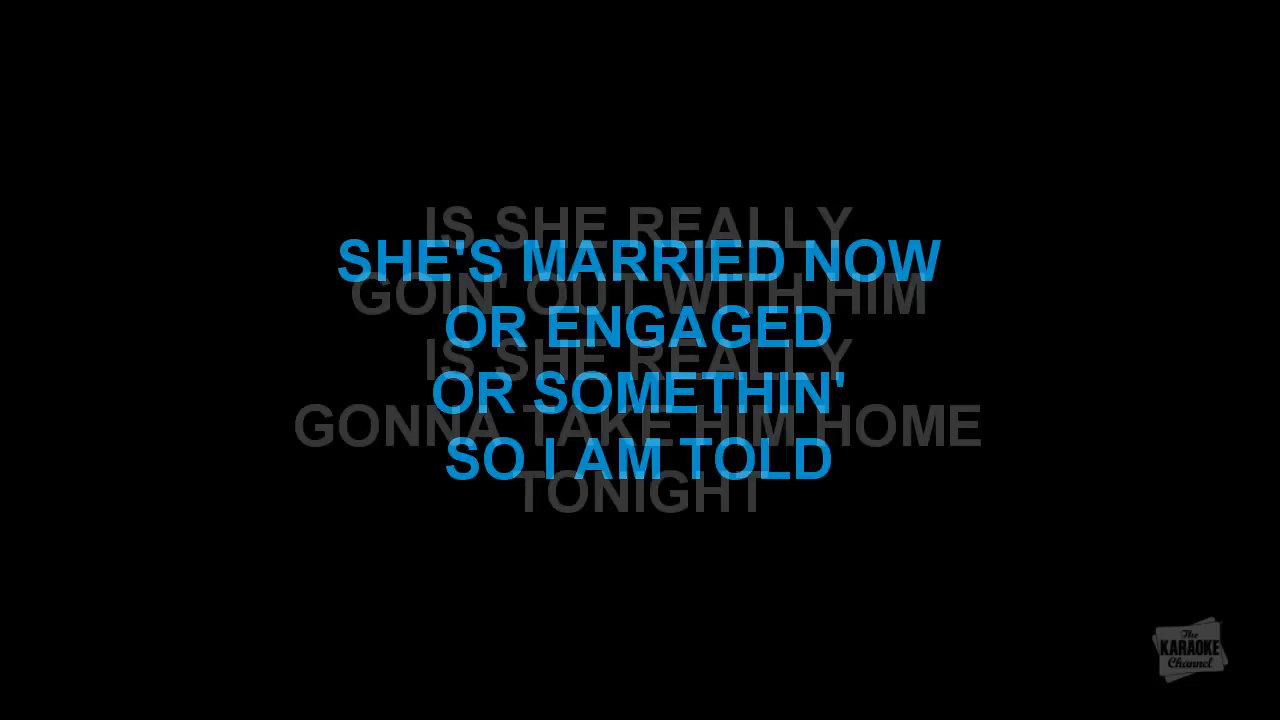 SHE'S MARRIED NOW
OR ENGAGED
OR SOMETHIN'
SO I AM TOLD
IS SHE REALLY
GOIN' OUT WITH HIM
IS SHE REALLY
GONNA TAKE HIM HOME
TONIGHT
The
KARAOKE
Channel